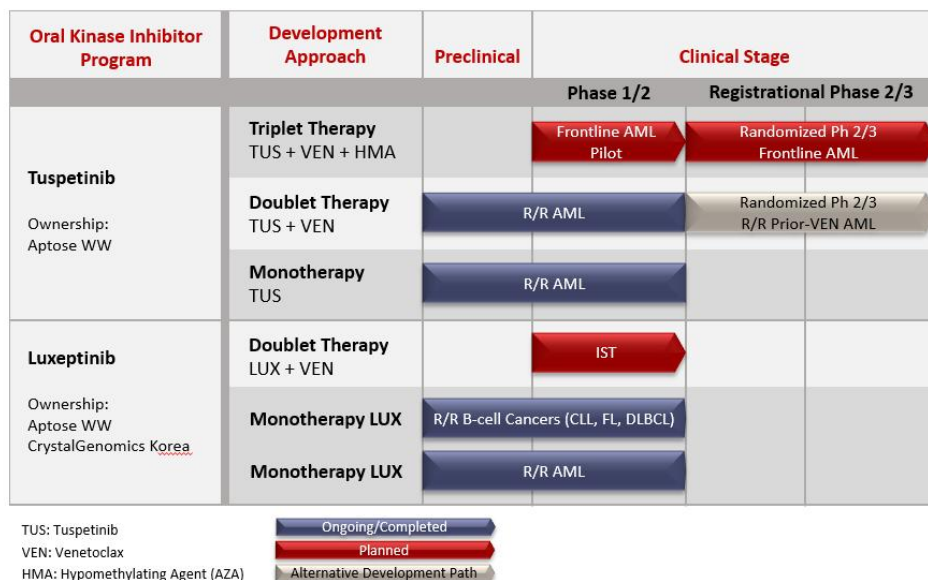 Oral Kinase Inhibitor
Program
Development
Approach
Preclinical
Clinical Stage
Phase 1/2
Registrational Phase 2/3
Tuspetinib
Ownership:
Aptose WW
Triplet Therapy
TUS + VEN + HMA
Frontline AML
Pilot
Randomized Ph 2/3
Frontline AML
Doublet Therapy
TUS + VEN
R/R AML
Randomized Ph 2/3
R/R Prior-VEN AML
Monotherapy
TUS
R/R AML
Luxeptinib
Ownership:
Aptose WW
CrystalGenomics Korea
Doublet Therapy
LUX + VEN
IST
Monotherapy LUX
R/R B-cell Cancers (CLL, FL, DLBCL)
Monotherapy LUX
R/R AML
TUS: Tuspetinib
VEN: Venetoclax
HMA: Hypomethylating Agent (AZA)
Ongoing/Completed
Planned
Alternative Development Path